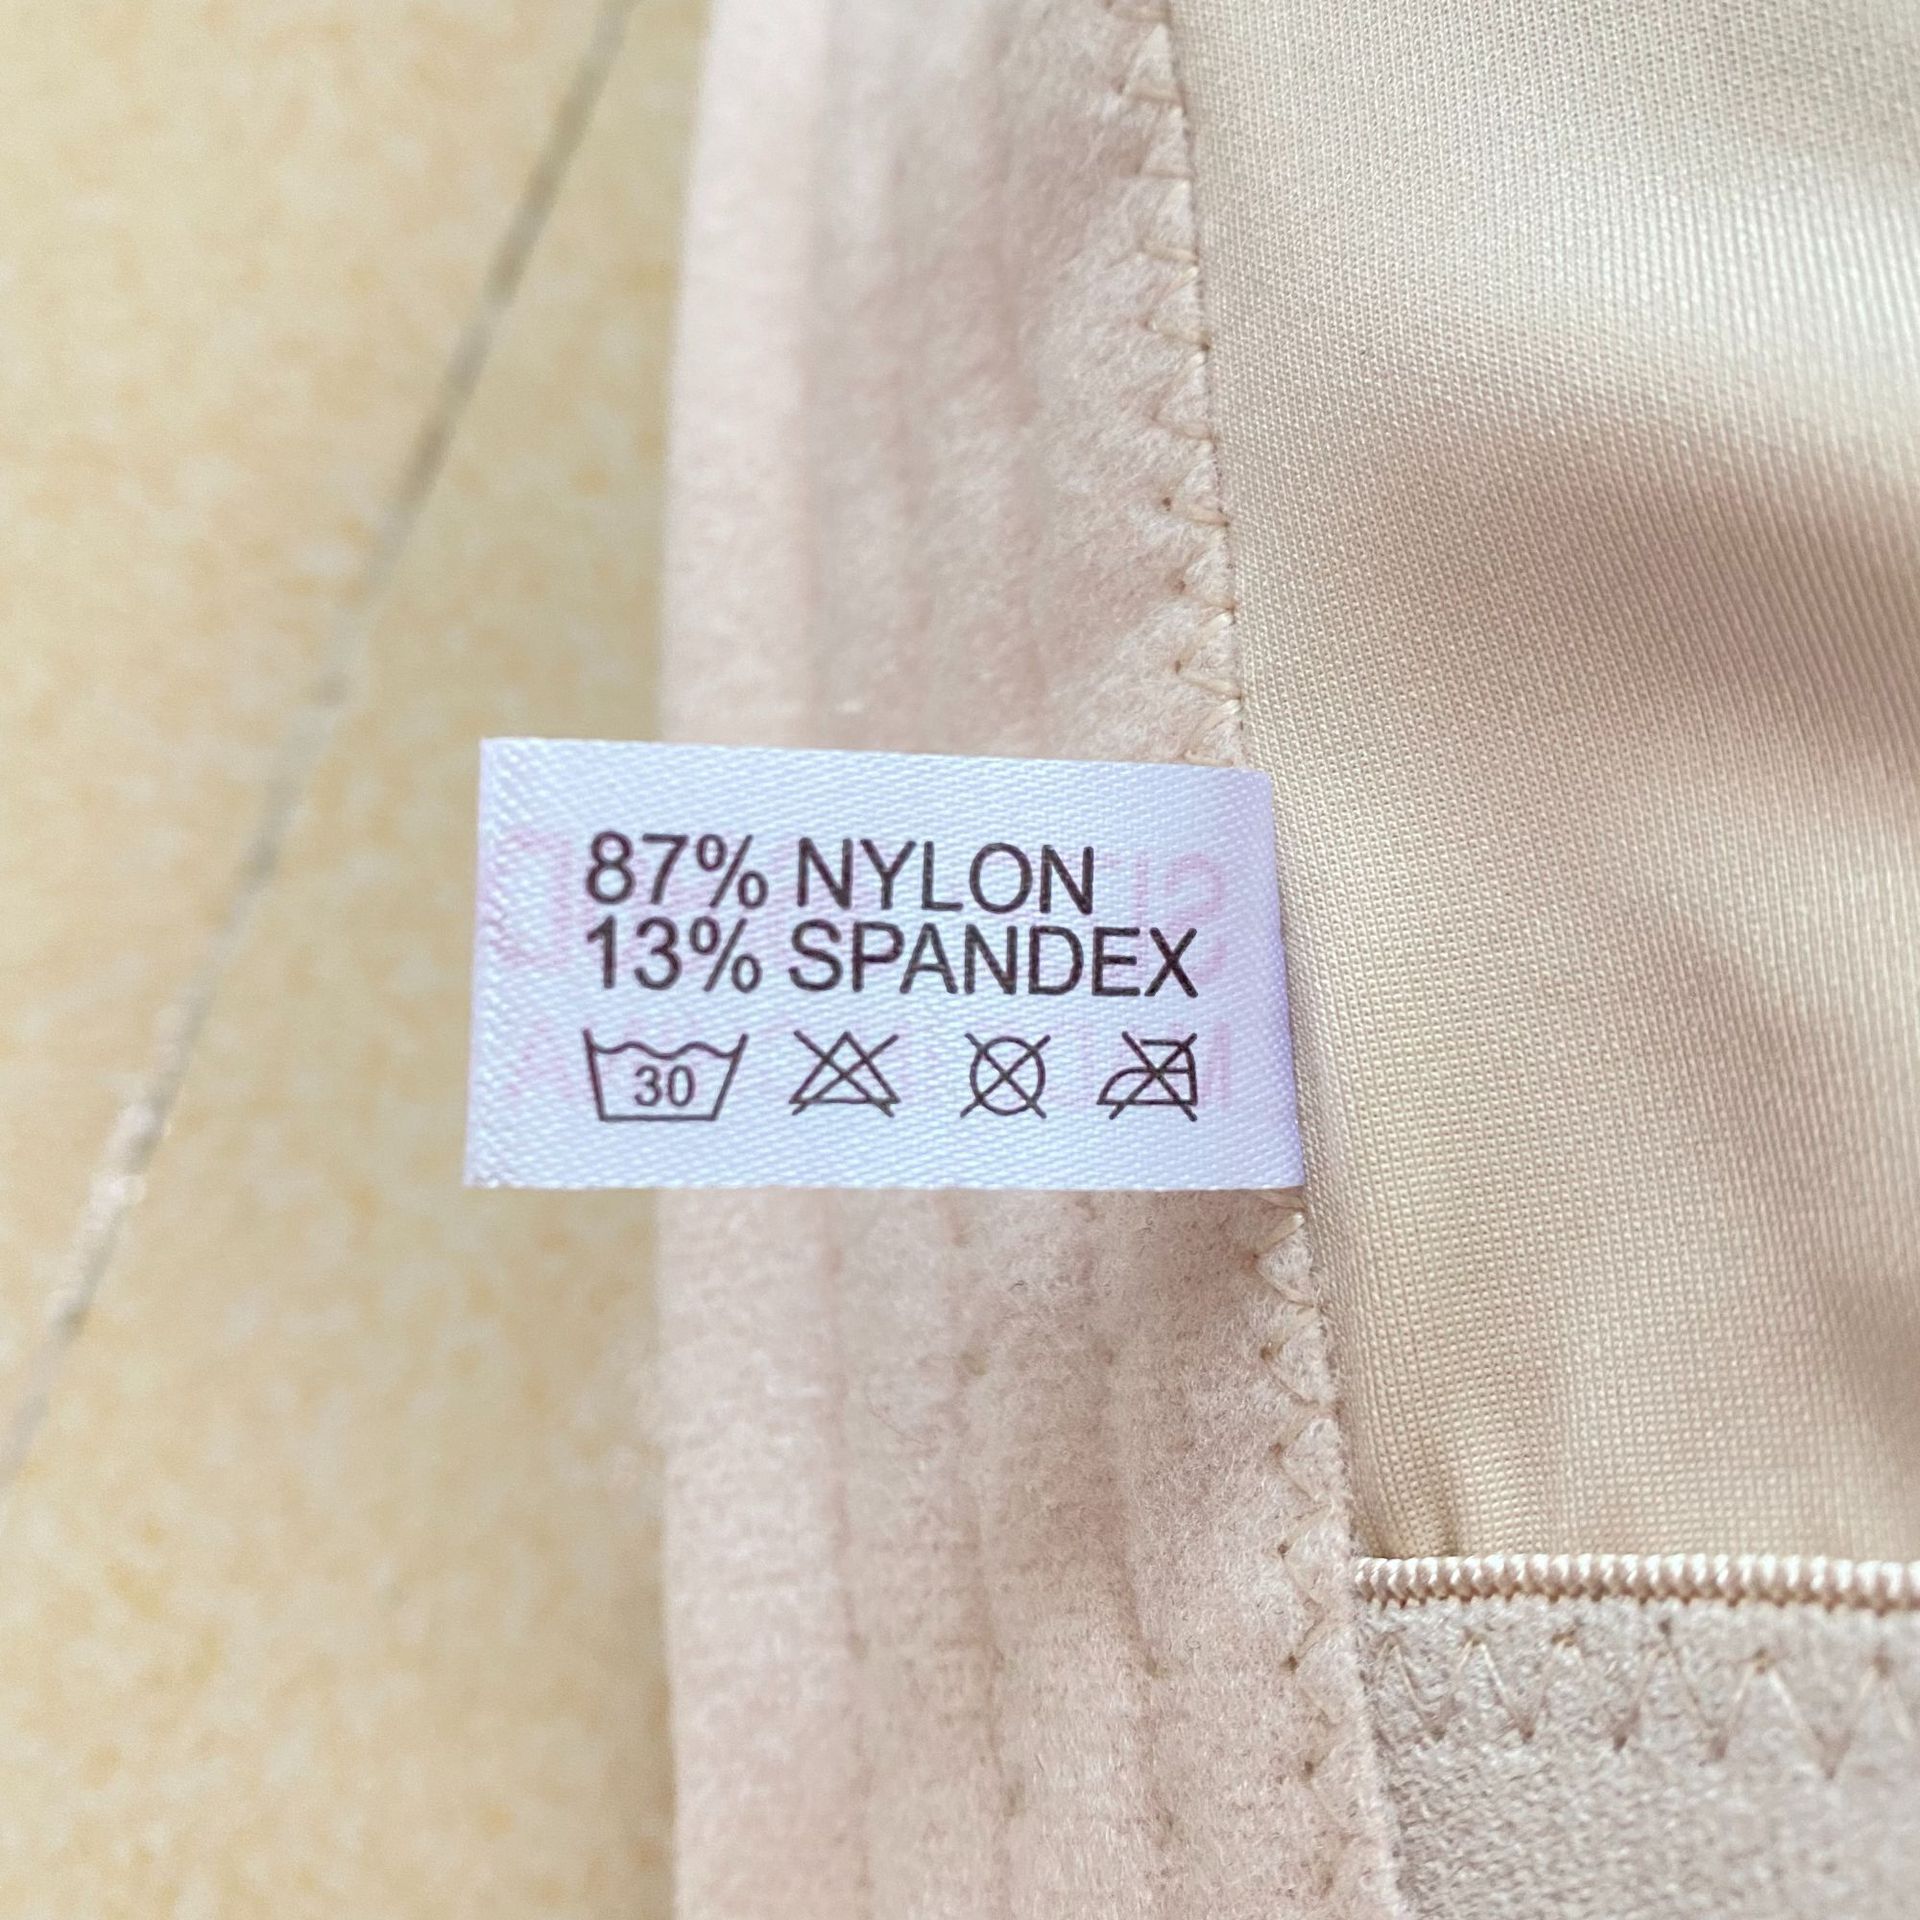 87% NYLON
13% SPANDEX
30